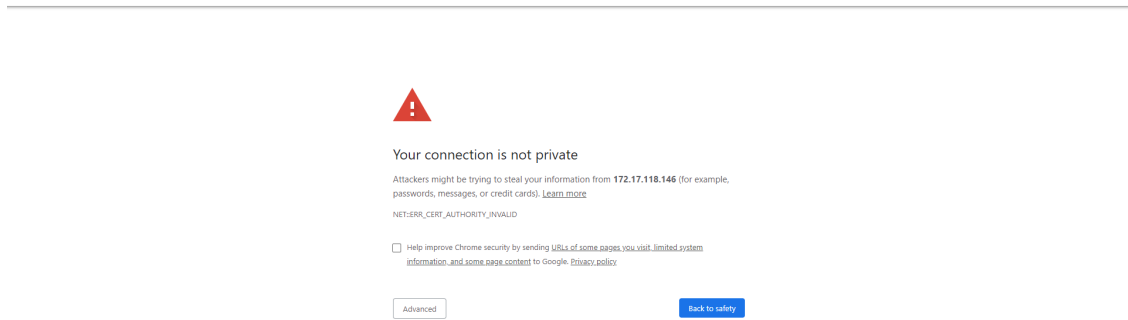 Your connection is not private
Attackers might be trying to steal your information from 172.17.118.146 (for example,
passwords, messages, or credit cards). Learn more
NET::ERR_CERT_AUTHORITY_INVALID
Help improve Chrome security by sending URLs of some pages you visit, limited system
information, and some page content to Google. Privacy policy
Advanced
Back to safety